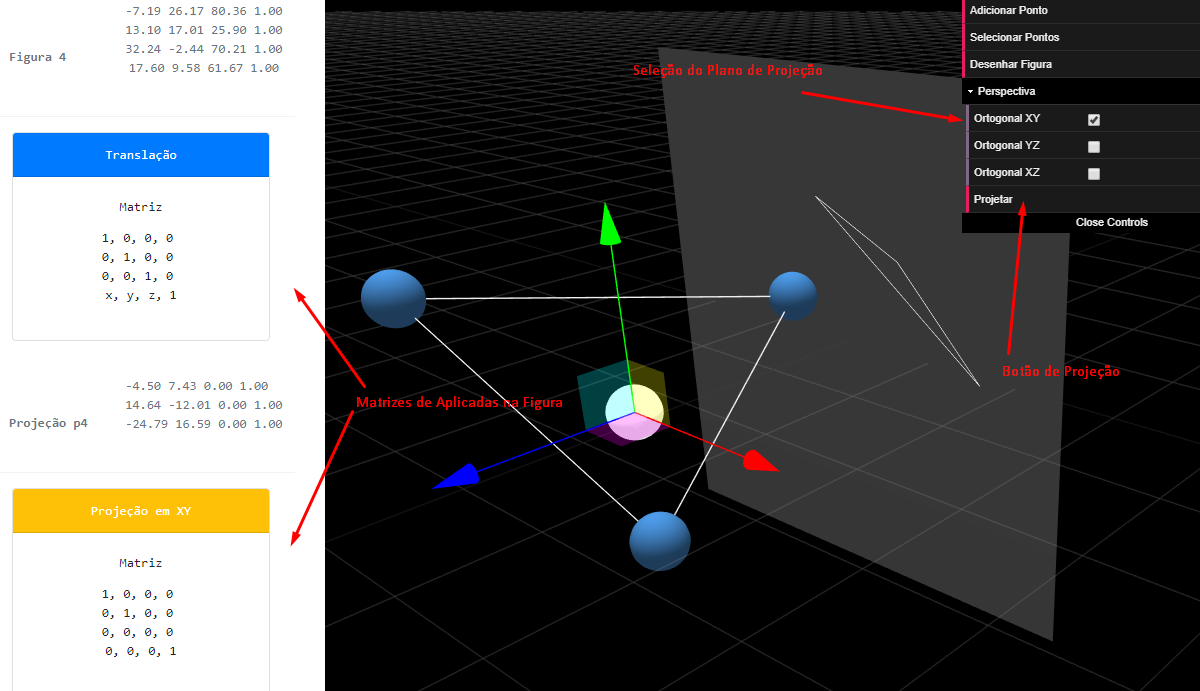 -7.19 26.17 80.36 1.00
13.10 17.01 25.90 1.00
Figura 4
32.24 -2.44 70.21 1.00
17.60 9.58 61.67 1.00
Translação
Matriz
1, 0, 0, 0
0, 1, 0, 0
0, 0, 1, 0
x, y, z, 1
-4.50 7.43 0.00 1.00
14.64 -12.01 0.00 1.00
Projeção p4
-24.79 16.59 0.00 1.00
Projeção em XY
Matriz
1, 0, 0, 0
0, 1, 0, 0
0, 0, 0, 0
0, 0, 0, 1
Seleção do Plano de Projeção
Matrizes de Aplicadas na Figura
Botão de Projeção
Adicionar Ponto
Selecionar Pontos
Desenhar Figura
Perspectiva
Ortogonal XY
Ortogonal YZ
Ortogonal XZ
Projetar
Close Controls